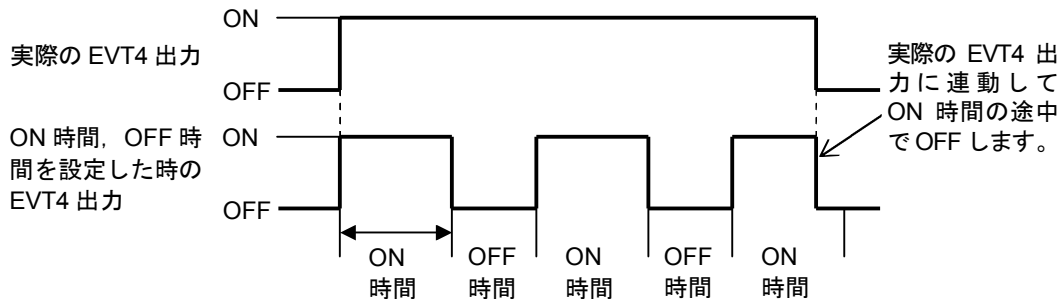 ON
実際の EVT4 出力
OFF
実際の EVT4 出
力に連動して
ON 時間の途中
で OFF します。
ON 時間，OFF 時
間を設定した時の
EVT4 出力
ON
OFF
ON
時間
OFF
時間
ON
時間
OFF
時間
ON
時間